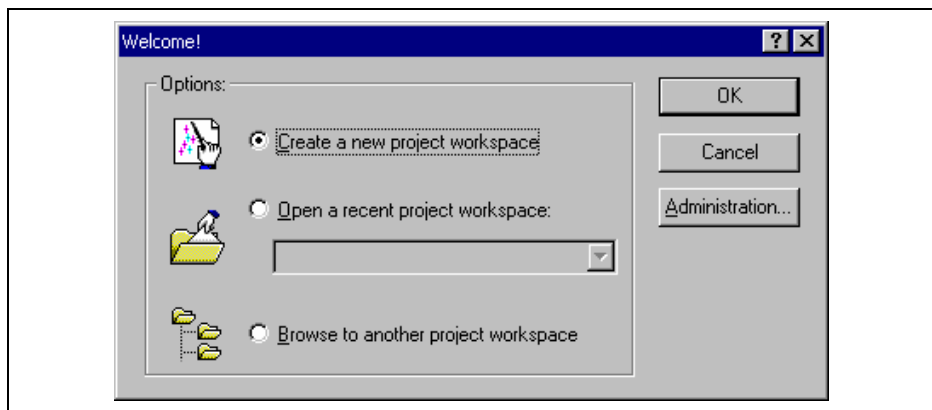 Welcome!
Options:
Create a new project workspace
Open a recent project workspace:
Browse to another project workspace
OK
Cancel
Administration...